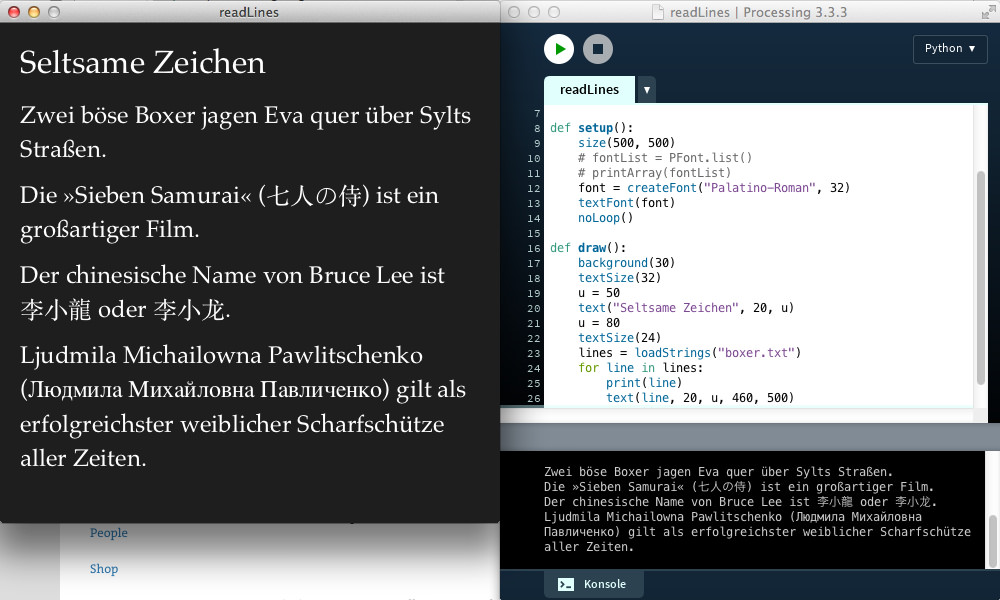 readLines
Seltsame Zeichen
Zwei böse Boxer jagen Eva quer über Sylts
Straßen.
Die »Sieben Samurai« (七人の侍) ist ein
großartiger Film.
Der chinesische Name von Bruce Lee ist
李小龍 oder 李小龙.
Ljudmila Michailowna Pawlitschenko
(Людмила Михайловна Павличенко) gilt als
erfolgreichster weiblicher Scharfschütze
aller Zeiten.
People
Shop
readLines | Processing 3.3.3
Python ▼
readLines ▼
7
8 def setup():
9     size(500, 500)
10     # fontList = PFont.list()
11     # printArray(fontList)
12     font = createFont("Palatino-Roman", 32)
13     textFont(font)
14     noLoop()
15
16 def draw():
17     background(30)
18     textSize(32)
19     u = 50
20     text("Seltsame Zeichen", 20, u)
21     u = 80
22     textSize(24)
23     lines = loadStrings("boxer.txt")
24     for line in lines:
25         print(line)
26         text(line, 20, u, 460, 500)
Zwei böse Boxer jagen Eva quer über Sylts Straßen.
Die »Sieben Samurai« (七人の侍) ist ein großartiger Film.
Der chinesische Name von Bruce Lee ist 李小龍 oder 李小龙.
Ljudmila Michailowna Pawlitschenko (Людмила Михайловна
Павличенко) gilt als erfolgreichster weiblicher Scharfschütze
aller Zeiten.
Konsole